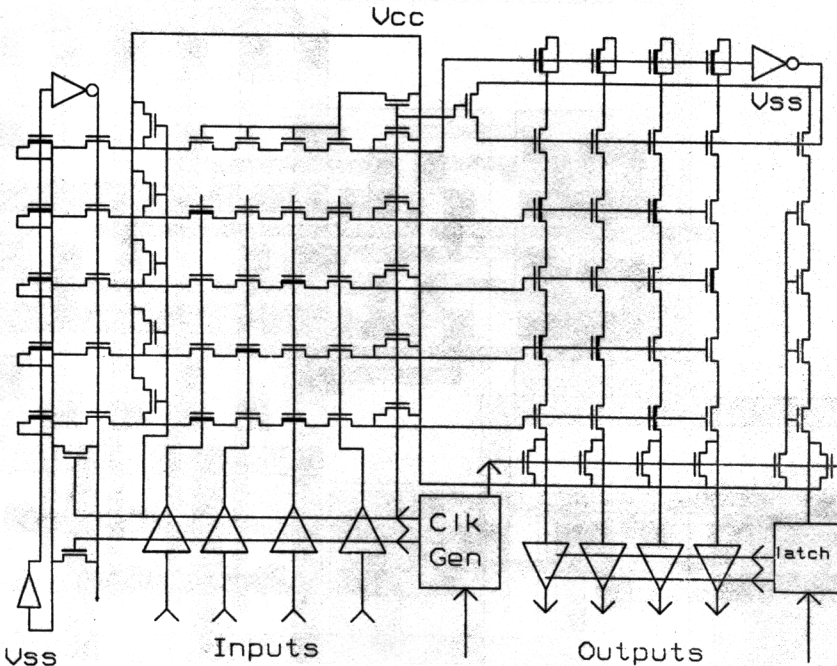 Vcc
Vss
Clk
Gen
latch
Vss
Inputs
Outputs